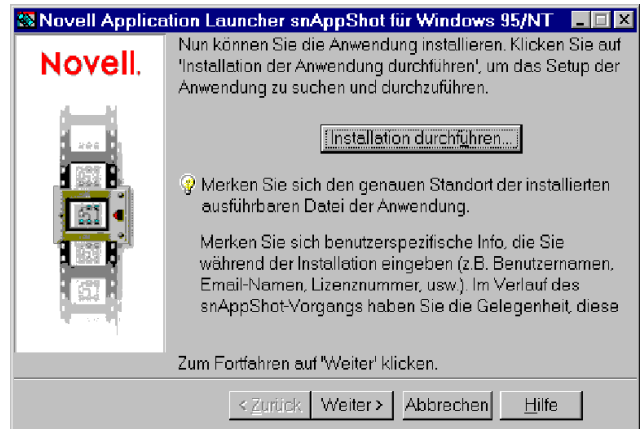 Novell Application Launcher snAppShot für Windows 95/NT
Novell.
Nun können Sie die Anwendung installieren. Klicken Sie auf
'Installation der Anwendung durchführen', um das Setup der
Anwendung zu suchen und durchzuführen.
Installation durchführen...
Merken Sie sich den genauen Standort der installierten
ausführbaren Datei der Anwendung.
Merken Sie sich benutzerspezifische Info, die Sie
während der Installation eingeben (z.B. Benutzernamen,
Email-Namen, Lizenznummer, usw.). Im Verlauf des
snAppShot-Vorgangs haben Sie die Gelegenheit, diese
Zum Fortfahren auf 'Weiter' klicken.
< Zurück Weiter > Abbrechen Hilfe